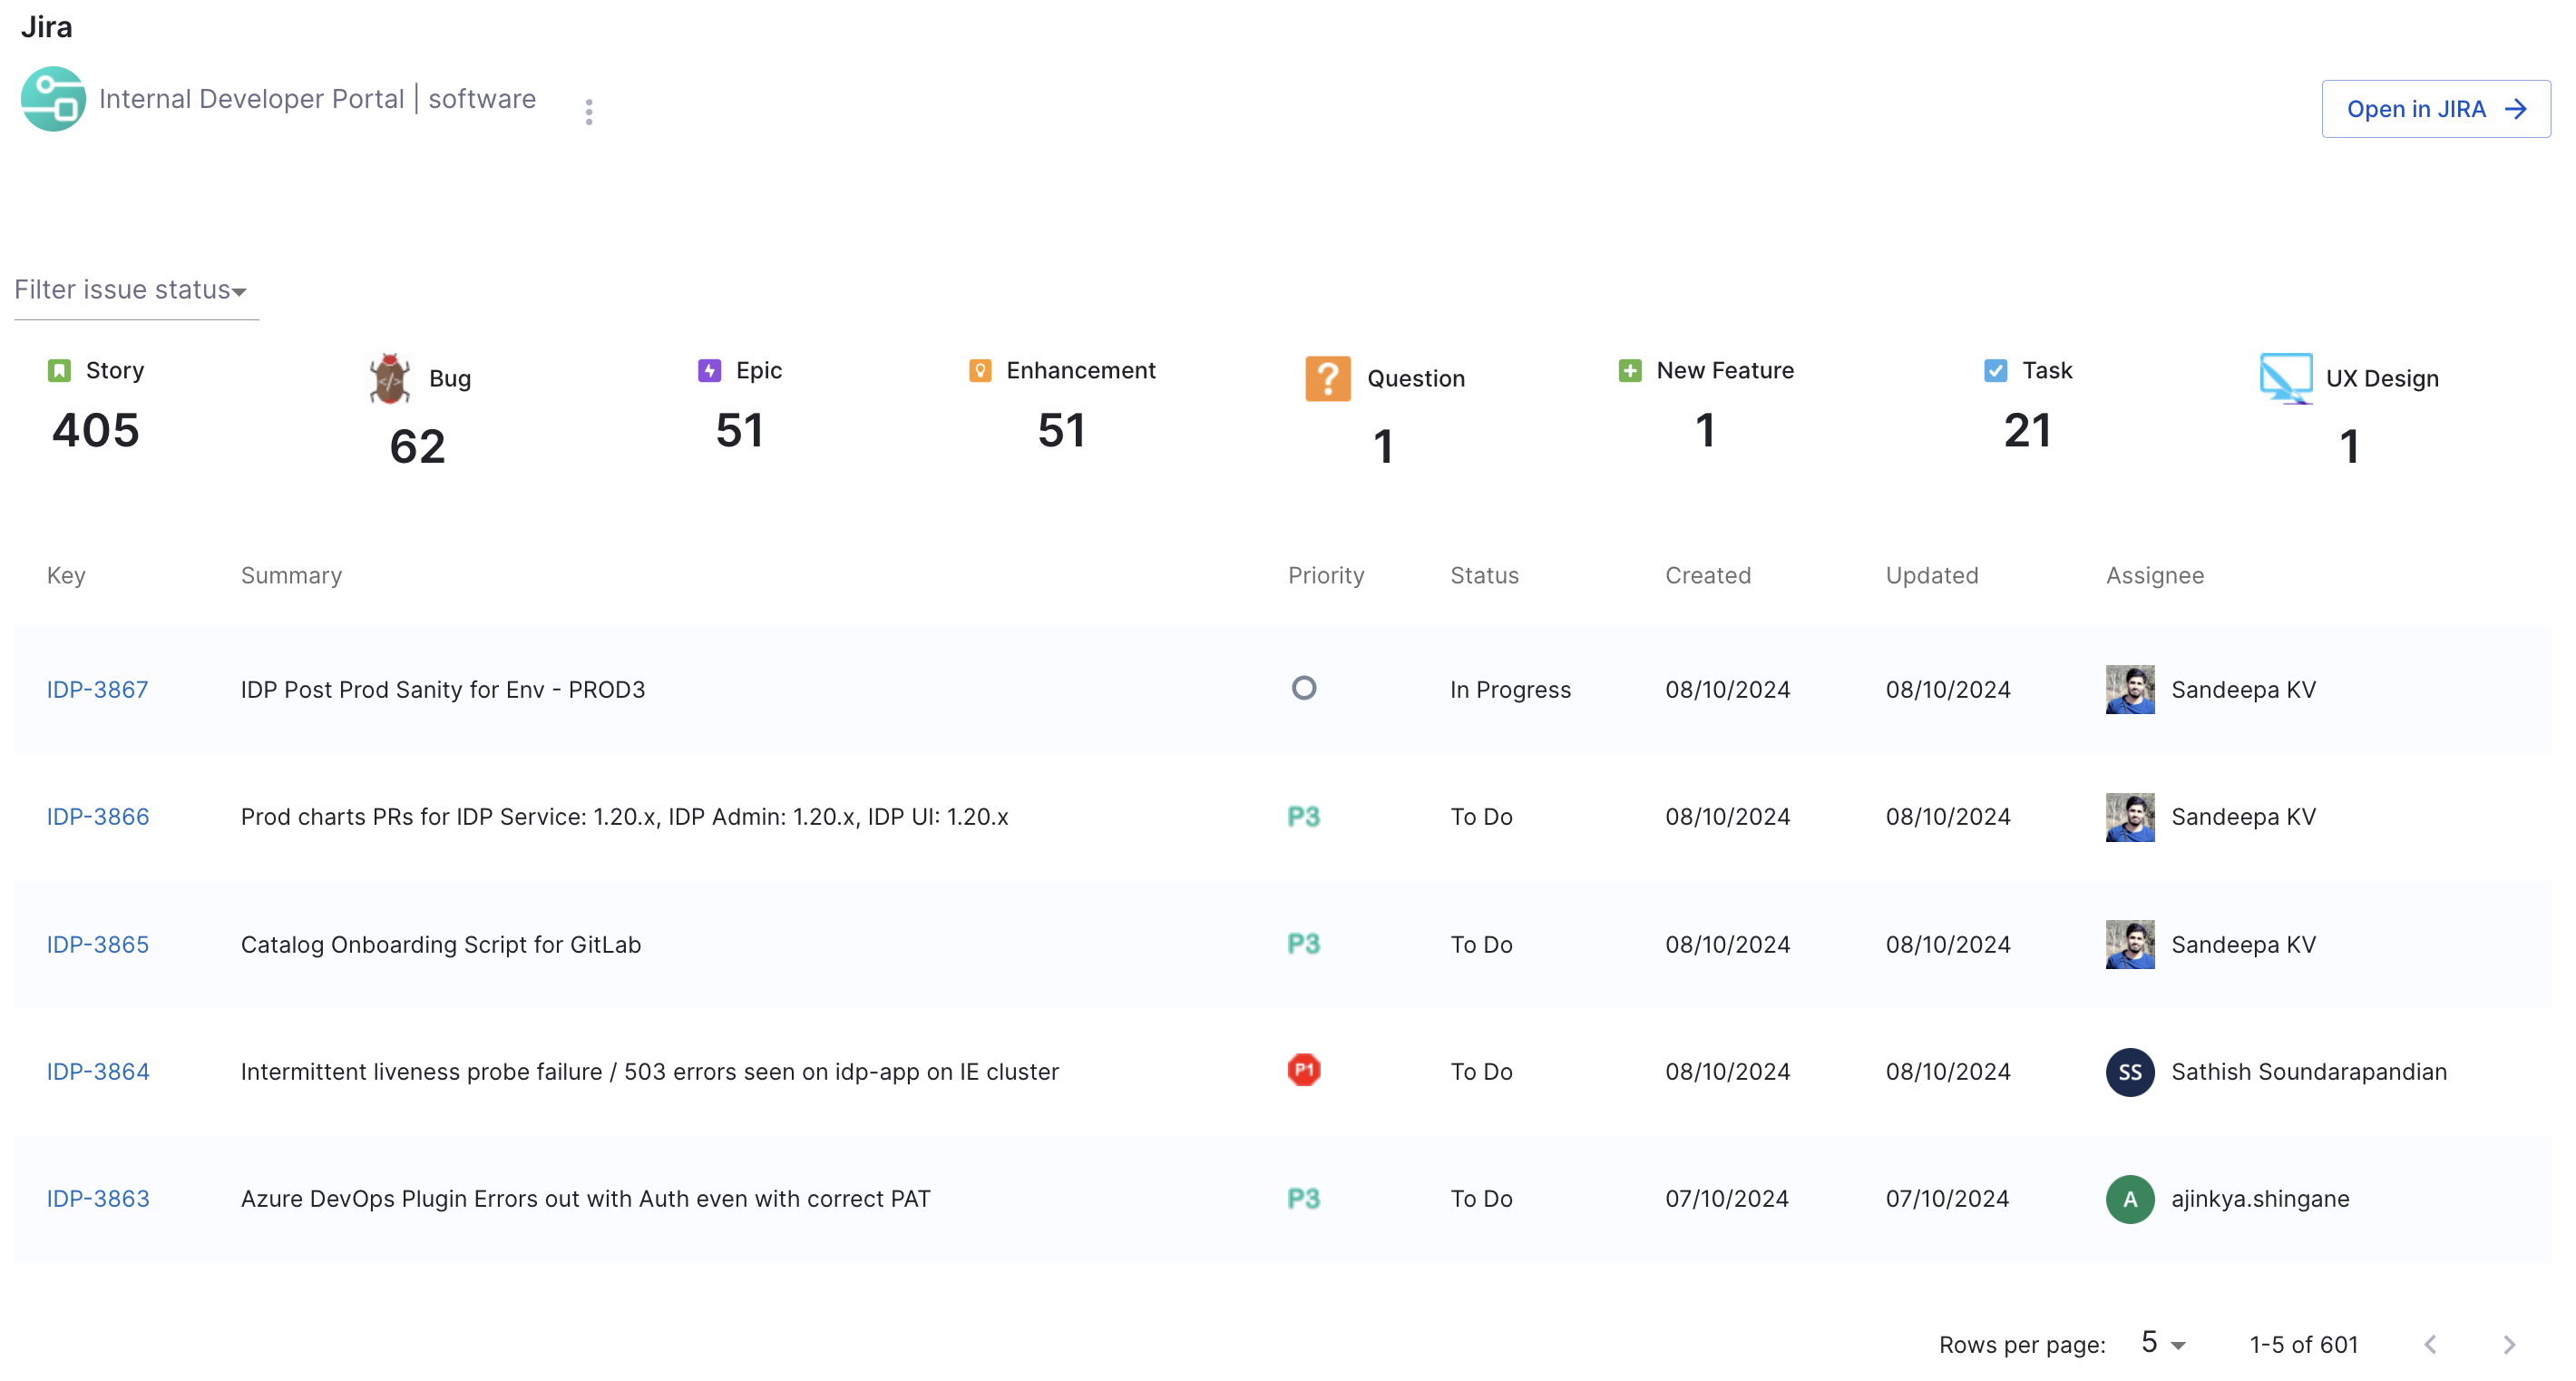 Jira
Internal Developer Portal | software
Open in JIRA
Filter issue status
Story
405
Bug
62
Epic
51
Enhancement
51
Question
1
New Feature
1
Task
21
UX Design
1
Key Summary Priority Status Created Updated Assignee
IDP-3867 IDP Post Prod Sanity for Env - PROD3 In Progress 08/10/2024 08/10/2024 Sandeepa KV
IDP-3866 Prod charts PRs for IDP Service: 1.20.x, IDP Admin: 1.20.x, IDP UI: 1.20.x P3 To Do 08/10/2024 08/10/2024 Sandeepa KV
IDP-3865 Catalog Onboarding Script for GitLab P3 To Do 08/10/2024 08/10/2024 Sandeepa KV
IDP-3864 Intermittent liveness probe failure / 503 errors seen on idp-app on IE cluster P1 To Do 08/10/2024 08/10/2024 SS Sathish Soundarapandian
IDP-3863 Azure DevOps Plugin Errors out with Auth even with correct PAT P3 To Do 07/10/2024 07/10/2024 A ajinkya.shingane
Rows per page: 5 1-5 of 601